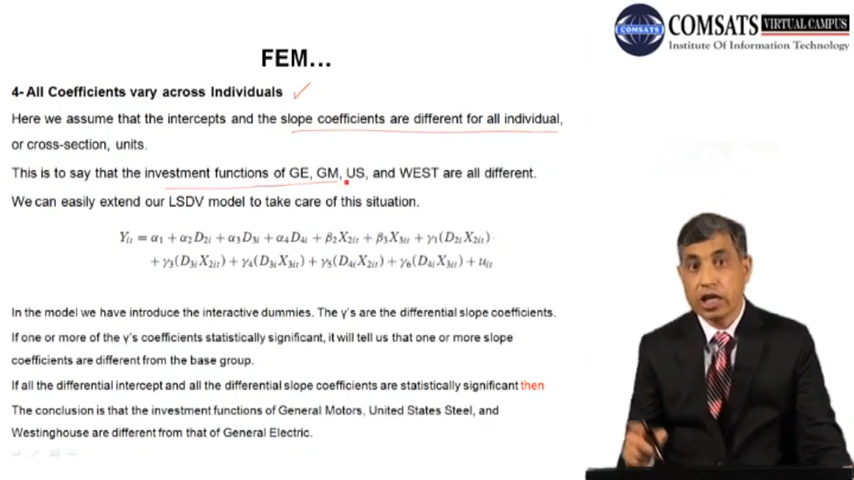 COMSATS VIRTUAL CAMPUS
Institute Of Information Technology
FEM...
4- All Coefficients vary across Individuals
Here we assume that the intercepts and the slope coefficients are different for all individual,
or cross-section, units.
This is to say that the investment functions of GE, GM, US, and WEST are all different.
We can easily extend our LSDV model to take care of this situation.
Yᵢₜ = α₁ + α₂D₂ᵢ + α₃D₃ᵢ + α₄D₄ᵢ + β₂X₂ᵢₜ + β₃X₃ᵢₜ + γ₁(D₂ᵢX₂ᵢₜ)
+ γ₃(D₃ᵢX₂ᵢₜ) + γ₄(D₃ᵢX₃ᵢₜ) + γ₅(D₄ᵢX₂ᵢₜ) + γ₆(D₄ᵢX₃ᵢₜ) + uᵢₜ
In the model we have introduce the interactive dummies. The γ's are the differential slope coefficients.
If one or more of the γ's coefficients statistically significant, it will tell us that one or more slope
coefficients are different from the base group.
If all the differential intercept and all the differential slope coefficients are statistically significant then
The conclusion is that the investment functions of General Motors, United States Steel, and
Westinghouse are different from that of General Electric.